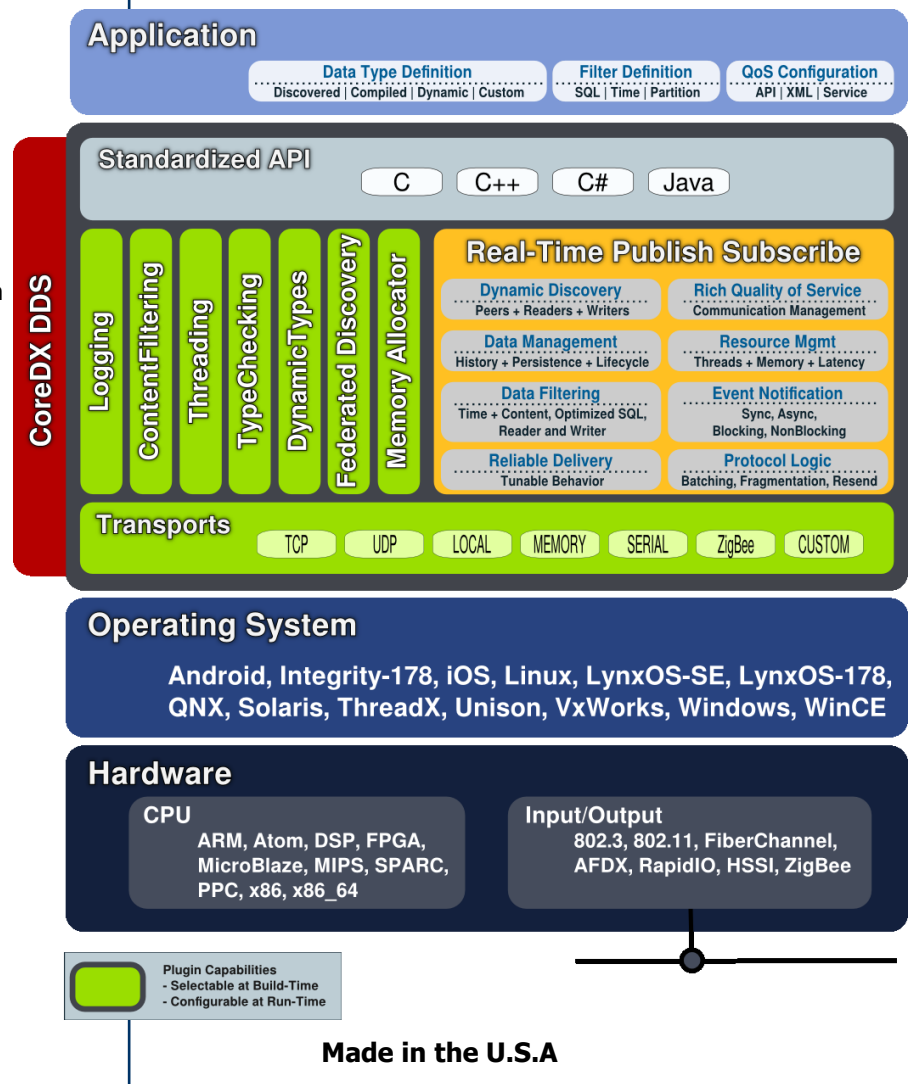 Application
Data Type Definition
Discovered | Compiled | Dynamic | Custom
Filter Definition
SQL | Time | Partition
QoS Configuration
API | XML | Service
CoreDX DDS
Standardized API
C
C++
C#
Java
Logging
ContentFiltering
Threading
TypeChecking
DynamicTypes
Federated Discovery
Memory Allocator
Real-Time Publish Subscribe
Dynamic Discovery
Peers + Readers + Writers
Rich Quality of Service
Communication Management
Data Management
History + Persistence + Lifecycle
Resource Mgmt
Threads + Memory + Latency
Data Filtering
Time + Content, Optimized SQL,
Reader and Writer
Event Notification
Sync, Async,
Blocking, NonBlocking
Reliable Delivery
Tunable Behavior
Protocol Logic
Batching, Fragmentation, Resend
Transports
TCP
UDP
LOCAL
MEMORY
SERIAL
ZigBee
CUSTOM
Operating System
Android, Integrity-178, iOS, Linux, LynxOS-SE, LynxOS-178,
QNX, Solaris, ThreadX, Unison, VxWorks, Windows, WinCE
Hardware
CPU
ARM, Atom, DSP, FPGA,
MicroBlaze, MIPS, SPARC,
PPC, x86, x86_64
Input/Output
802.3, 802.11, FiberChannel,
AFDX, RapidIO, HSSI, ZigBee
Plugin Capabilities
- Selectable at Build-Time
- Configurable at Run-Time
Made in the U.S.A